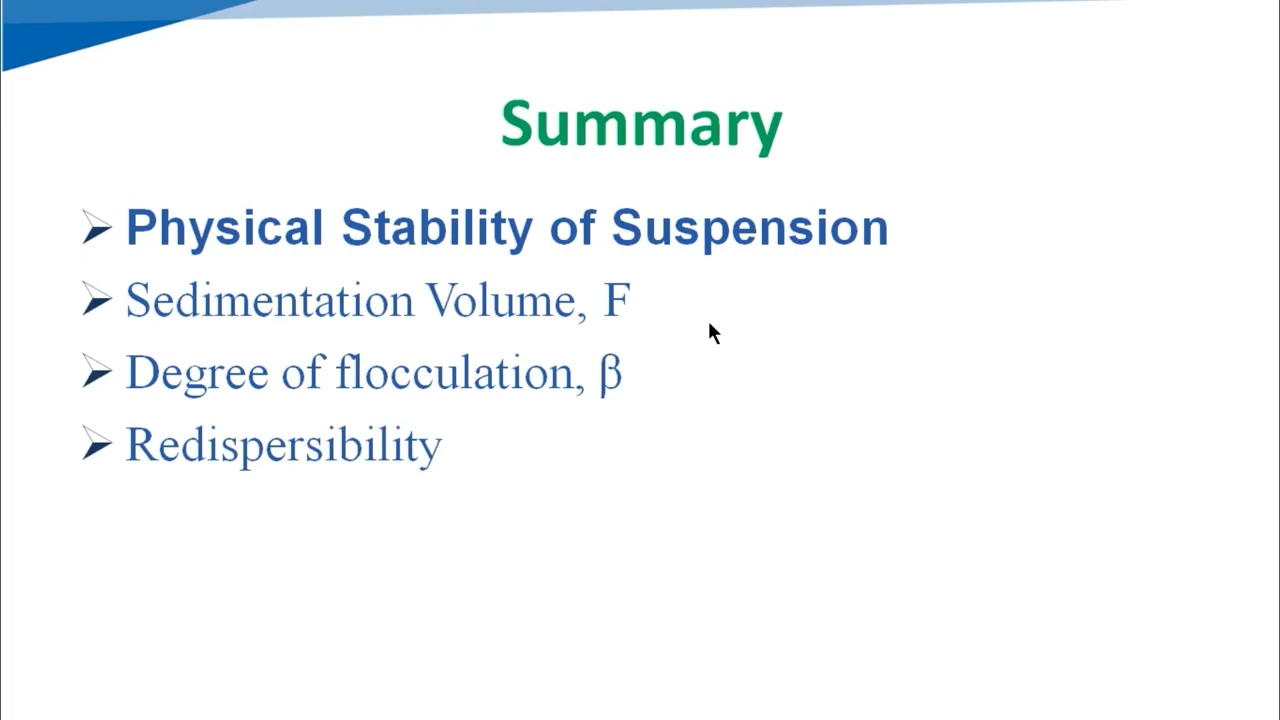 Summary
Physical Stability of Suspension
Sedimentation Volume, F
Degree of flocculation, β
Redispersibility